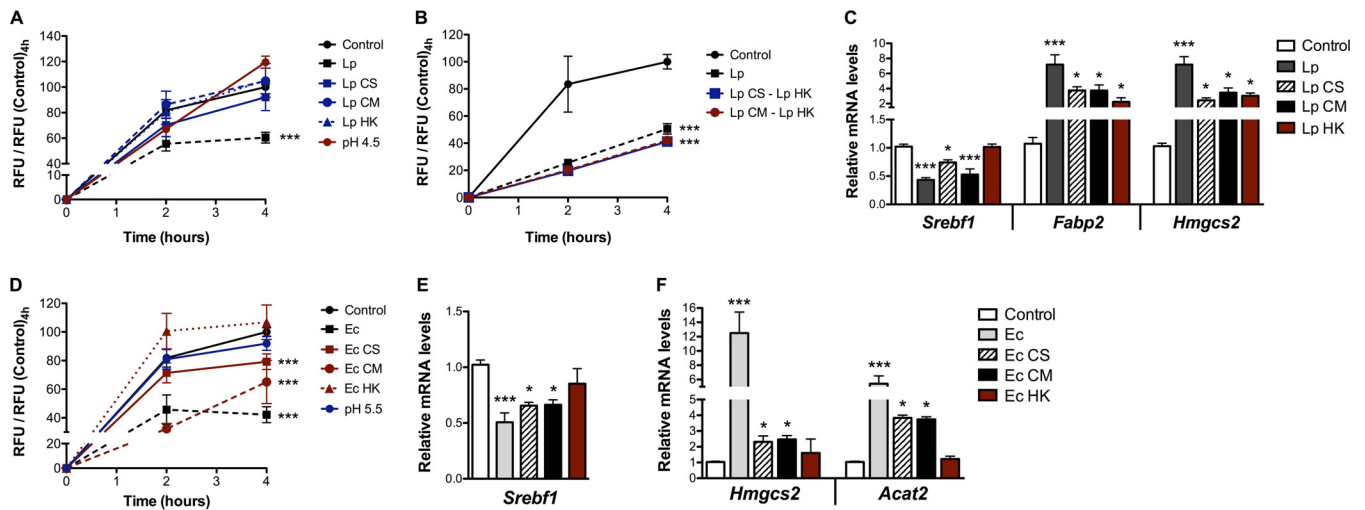 A
RFU / RFU (Control)4h
140
120
100
80
60
40
10
0
0
1
2
3
4
Time (hours)
***
Control
Lp
Lp CS
Lp CM
Lp HK
pH 4.5
B
RFU / RFU (Control)4h
120
100
80
60
40
20
0
0
1
2
3
4
Time (hours)
***
***
Control
Lp
Lp CS - Lp HK
Lp CM - Lp HK
C
Relative mRNA levels
10
8
6
4
2
1.5
1.0
0.5
0.0
***
*
***
***
*
*
*
***
*
*
*
Srebf1
Fabp2
Hmgcs2
Control
Lp
Lp CS
Lp CM
Lp HK
D
RFU / RFU (Control)4h
120
100
80
60
40
20
20
0
0
1
2
3
4
Time (hours)
***
***
***
Control
Ec
Ec CS
Ec CM
Ec HK
pH 5.5
E
Relative mRNA levels
1.5
1.0
0.5
0.0
***
*
*
Srebf1
F
Relative mRNA levels
16
14
12
10
8
6
4
3
2
1
0
***
*
*
***
*
*
Hmgcs2
Acat2
Control
Ec
Ec CS
Ec CM
Ec HK